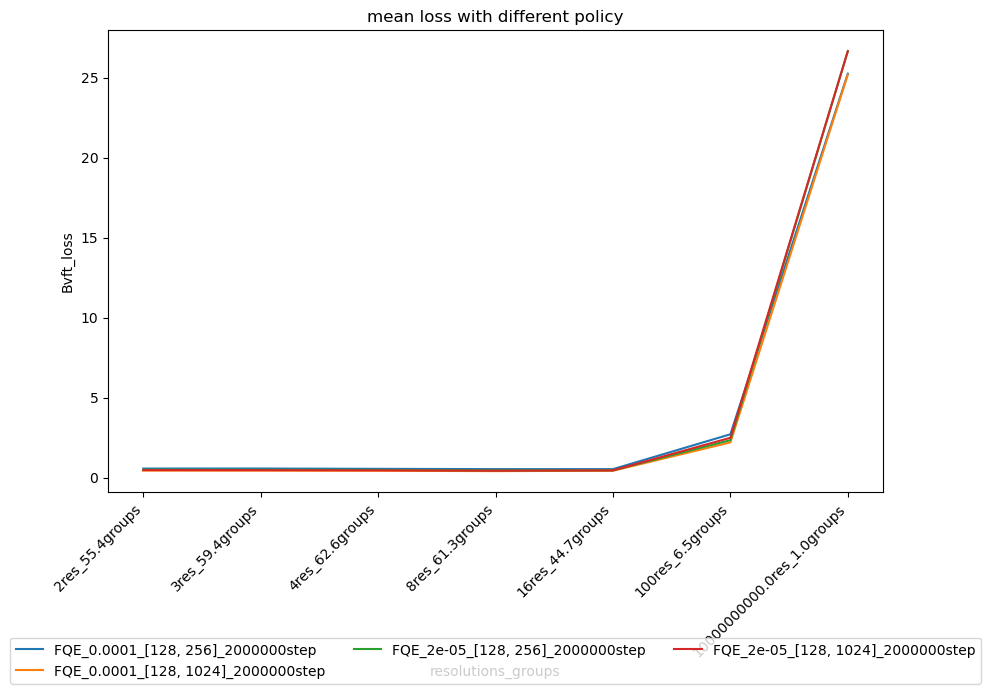 mean loss with different policy
Bvft_loss
25
20
15
10
5
0
2res_55.4groups
3res_59.4groups
4res_62.6groups
8res_61.3groups
16res_44.7groups
100res_6.5groups
10000000000.0res_1.0groups
resolutions_groups
FQE_0.0001_[128, 256]_2000000step
FQE_0.0001_[128, 1024]_2000000step
FQE_2e-05_[128, 256]_2000000step
FQE_2e-05_[128, 1024]_2000000step